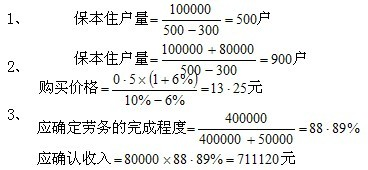 1、 保本住户量=100000/(500-300)=500户
2、 保本住户量=(100000+80000)/(500-300)=900户
购买价格=0·5×(1+6%)/(10%-6%)=13·25元
3、
应确定劳务的完成程度=400000/(400000+50000)=88·89%
应确认收入=80000×88·89%=711120元